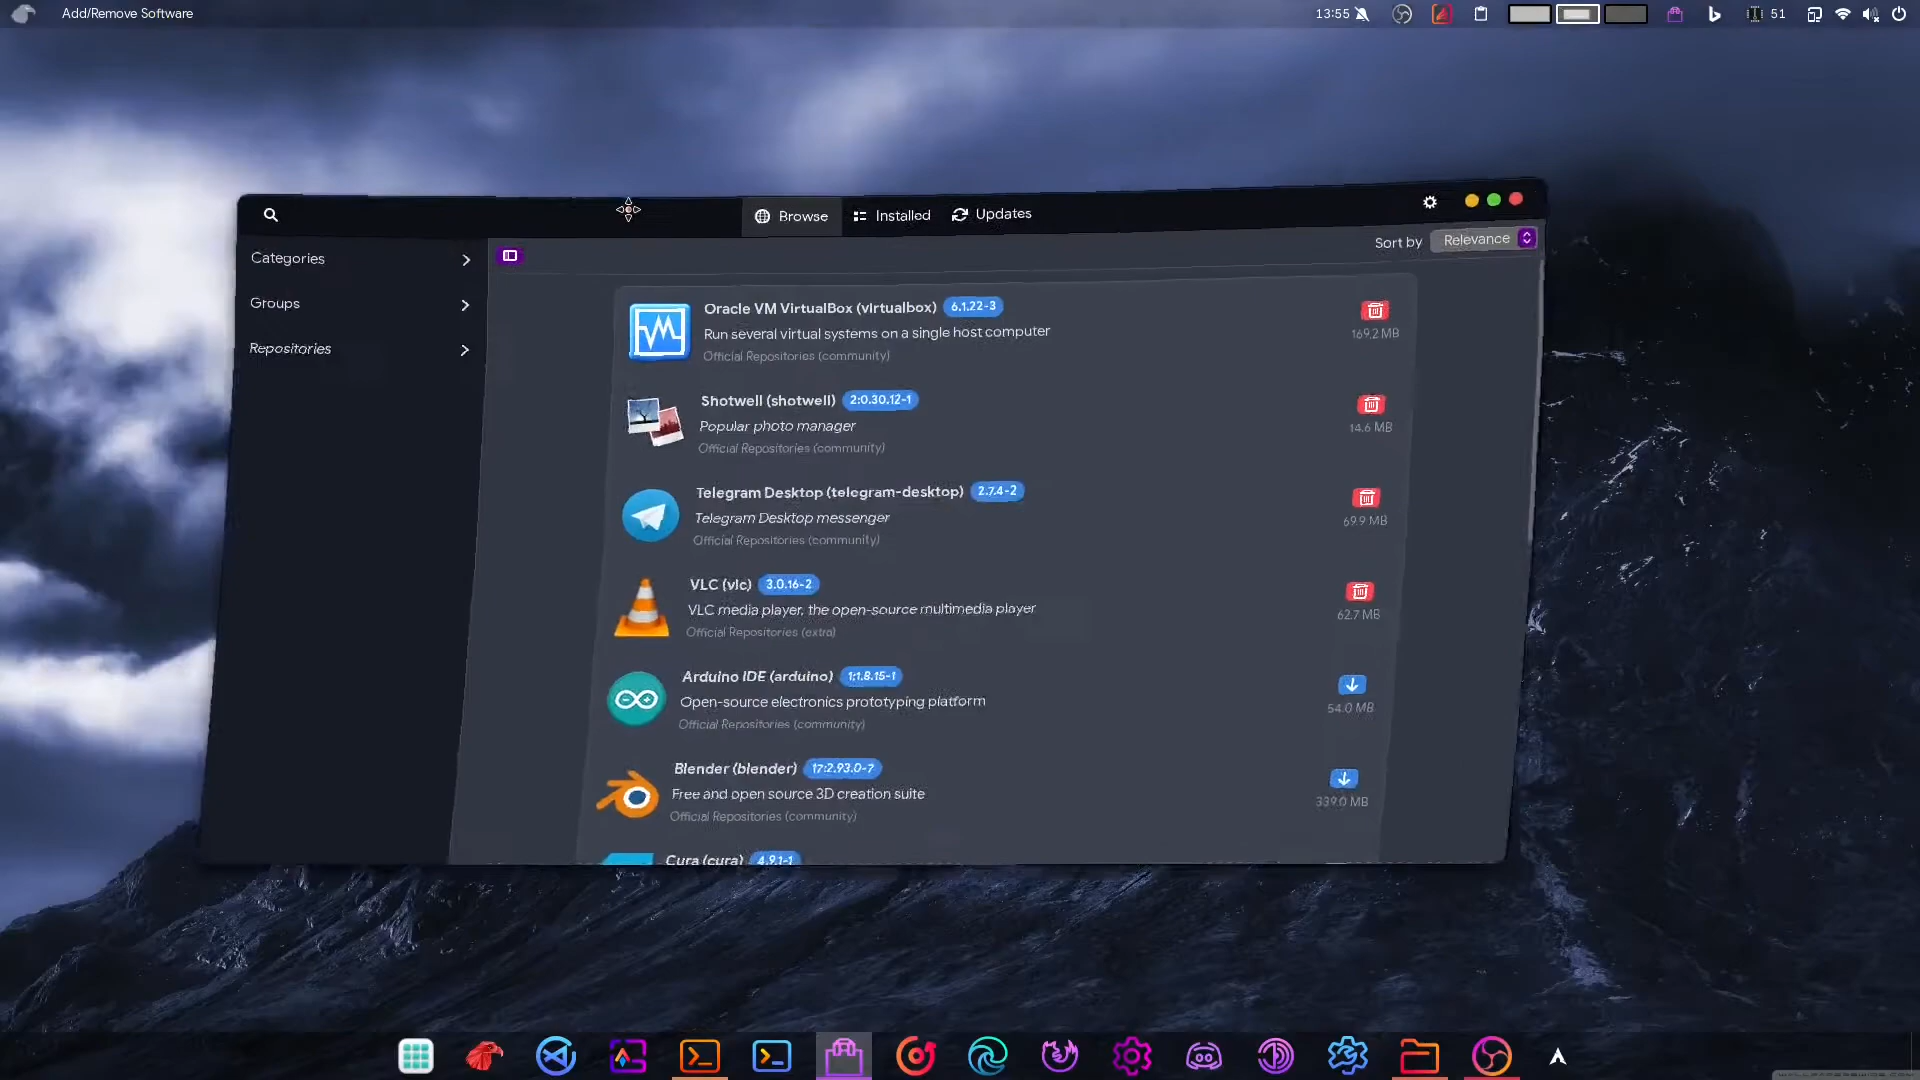 Add/Remove Software
13:55
51
Browse
Installed
Updates
Sort by
Relevance
Categories
Groups
Repositories
Oracle VM VirtualBox (virtualbox) 6.1.22-3
Run several virtual systems on a single host computer
Official Repositories (community)
169.2 MB
Shotwell (shotwell) 2:0.30.12-1
Popular photo manager
Official Repositories (community)
14.6 MB
Telegram Desktop (telegram-desktop) 2.7.4-2
Telegram Desktop messenger
Official Repositories (community)
69.9 MB
VLC (vlc) 3.0.16-2
VLC media player, the open-source multimedia player
Official Repositories (extra)
62.7 MB
Arduino IDE (arduino) 1:1.8.15-1
Open-source electronics prototyping platform
Official Repositories (community)
54.0 MB
Blender (blender) 17:2.93.0-7
Free and open source 3D creation suite
Official Repositories (community)
339.0 MB
Cura (cura) 4.9.1-1